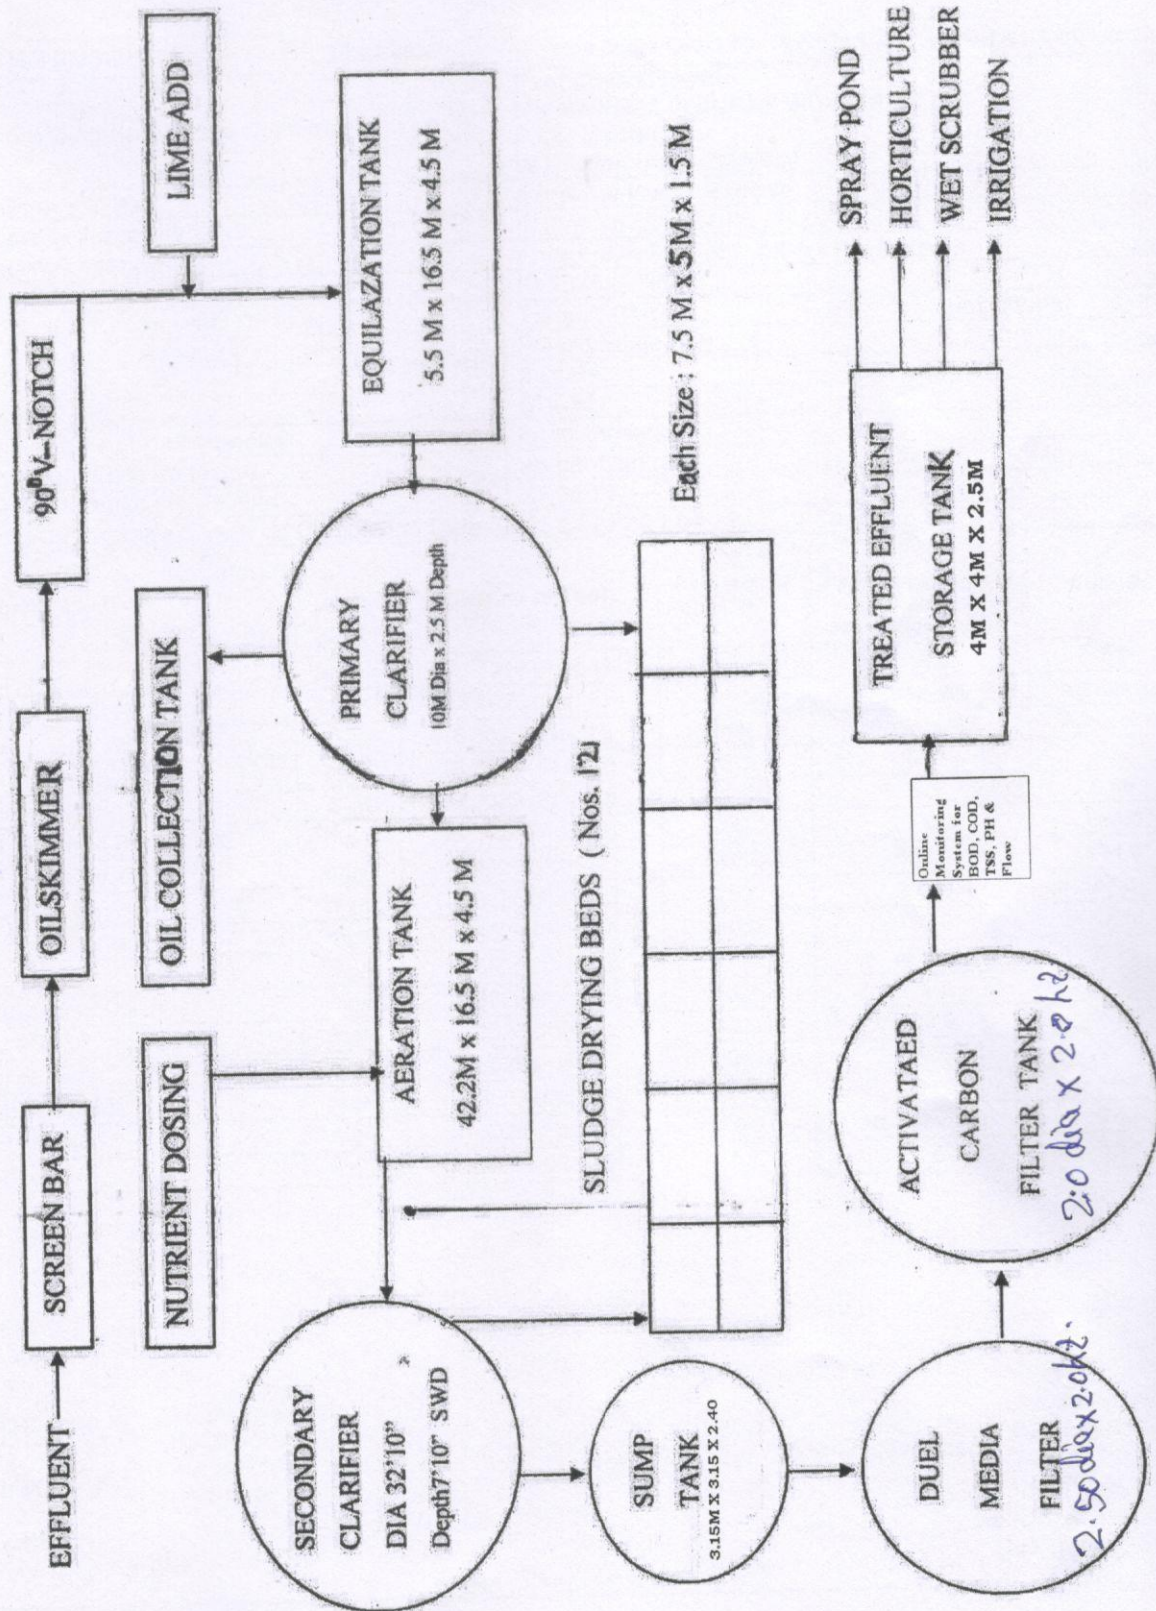 EFFLUENT
SCREEN BAR
OILSKIMMER
90⁰V-NOTCH
LIME ADD
NUTRIENT DOSING
OIL COLLECTION TANK
EQUILAZATION TANK
5.5 M x 16.5 M x 4.5 M
PRIMARY
CLARIFIER
10M Dia x 2.5 M Depth
AERATION TANK
42.2M x 16.5 M x 4.5 M
SECONDARY
CLARIFIER
DIA 32'10"
Depth7'10" SWD
SLUDGE DRYING BEDS ( Nos. 12)
Each Size : 7.5 M x 5M x 1.5 M
SUMP
TANK
3.15M X 3.15 X 2.40
DUEL
MEDIA
FILTER
2.50 dia x 2.0 ht.
ACTIVATAED
CARBON
FILTER TANK
2.0 dia x 2.0 ht
Online
Monitoring
System for
BOD, COD,
TSS, PH &
Flow
TREATED EFFLUENT
STORAGE TANK
4M X 4M X 2.5M
SPRAY POND
HORTICULTURE
WET SCRUBBER
IRRIGATION